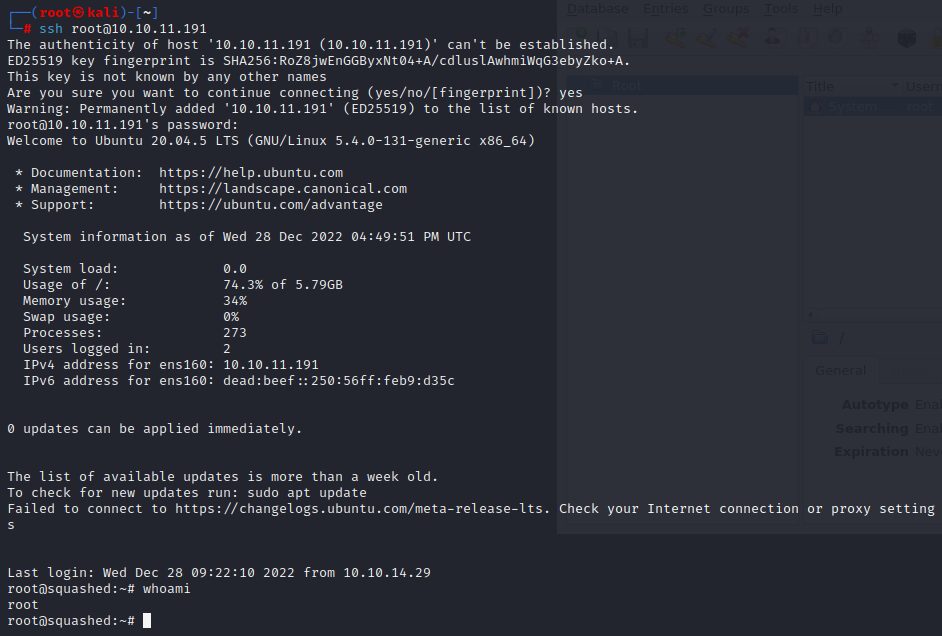 ┌──(root㉿kali)-[~]
└─# ssh root@10.10.11.191
The authenticity of host '10.10.11.191 (10.10.11.191)' can't be established.
ED25519 key fingerprint is SHA256:RoZ8jwEnGGByxNt04+A/cdluslAwhmiWqG3ebyZko+A.
This key is not known by any other names
Are you sure you want to continue connecting (yes/no/[fingerprint])? yes
Warning: Permanently added '10.10.11.191' (ED25519) to the list of known hosts.
root@10.10.11.191's password:
Welcome to Ubuntu 20.04.5 LTS (GNU/Linux 5.4.0-131-generic x86_64)
* Documentation:  https://help.ubuntu.com
* Management:     https://landscape.canonical.com
* Support:        https://ubuntu.com/advantage
System information as of Wed 28 Dec 2022 04:49:51 PM UTC
System load:             0.0
Usage of /:              74.3% of 5.79GB
Memory usage:            34%
Swap usage:              0%
Processes:               273
Users logged in:         2
IPv4 address for ens160: 10.10.11.191
IPv6 address for ens160: dead:beef::250:56ff:feb9:d35c
0 updates can be applied immediately.
The list of available updates is more than a week old.
To check for new updates run: sudo apt update
Failed to connect to https://changelogs.ubuntu.com/meta-release-lts. Check your Internet connection or proxy setting
s
Last login: Wed Dec 28 09:22:10 2022 from 10.10.14.29
root@squashed:~# whoami
root
root@squashed:~#
Database Entries Groups Tools Help
Root
Title Usern
System root
/
General
Autotype Ena
Searching Ena
Expiration Nev